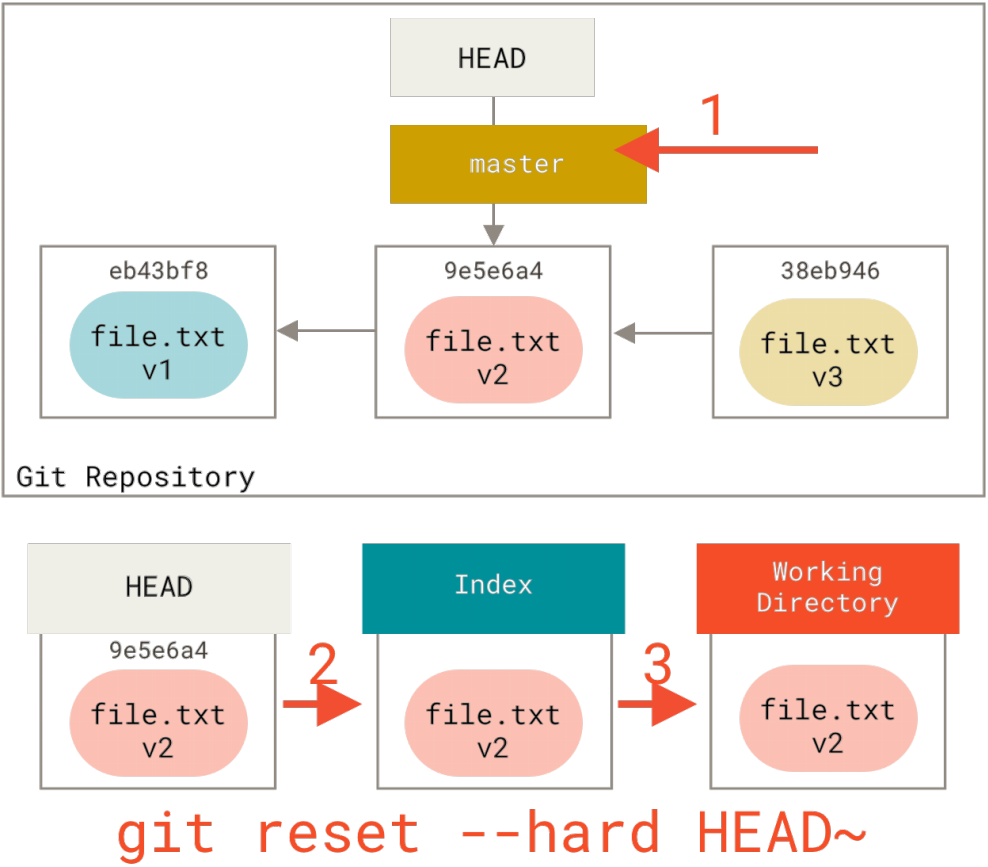 HEAD
1
master
eb43bf8
9e5e6a4
38eb946
file.txt
v1
file.txt
v2
file.txt
v3
Git Repository
HEAD
Index
Working
Directory
9e5e6a4
2
3
file.txt
v2
file.txt
v2
file.txt
v2
git reset --hard HEAD~